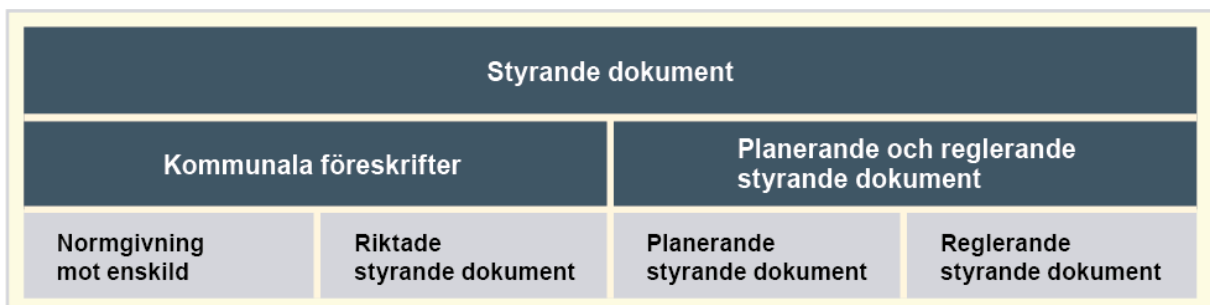 Styrande dokument
Kommunala föreskrifter
Planerande och reglerande
styrande dokument
Normgivning
mot enskild
Riktade
styrande dokument
Planerande
styrande dokument
Reglerande
styrande dokument